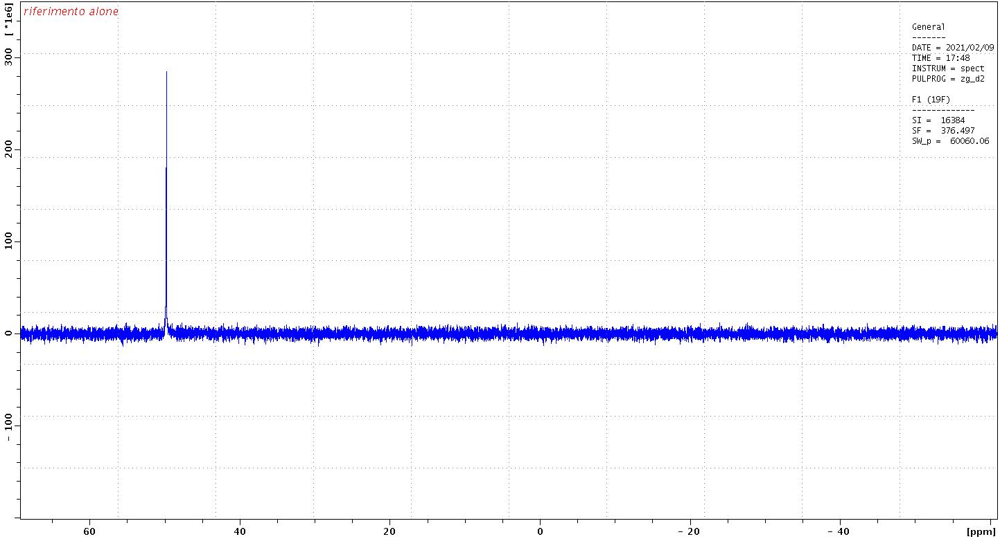 riferimento alone
[ *1e6]
300
200
100
0
- 100
General
-------
DATE = 2021/02/09
TIME = 17:48
INSTRUM = spect
PULPROG = zg_d2
F1 (19F)
-------------
SI = 16384
SF = 376.497
SW_p = 60060.06
60 40 20 0 - 20 - 40 [ppm]